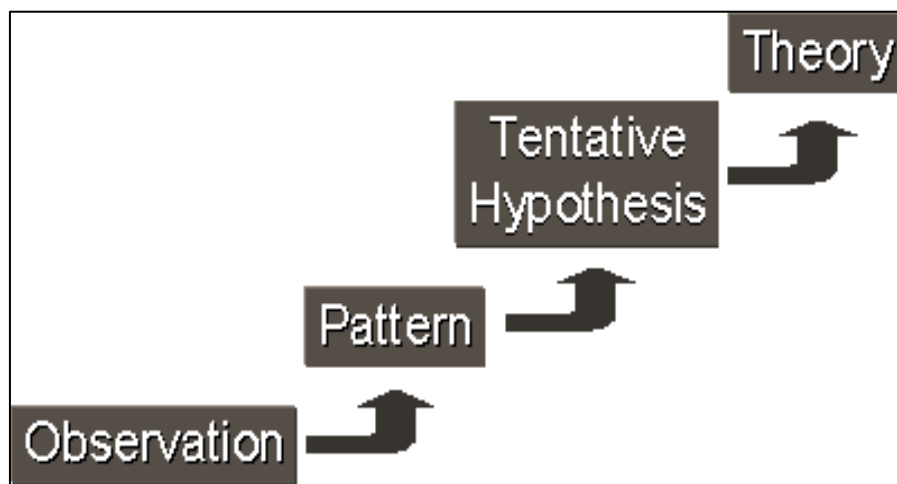 Theory
Tentative
Hypothesis
Pattern
Observation